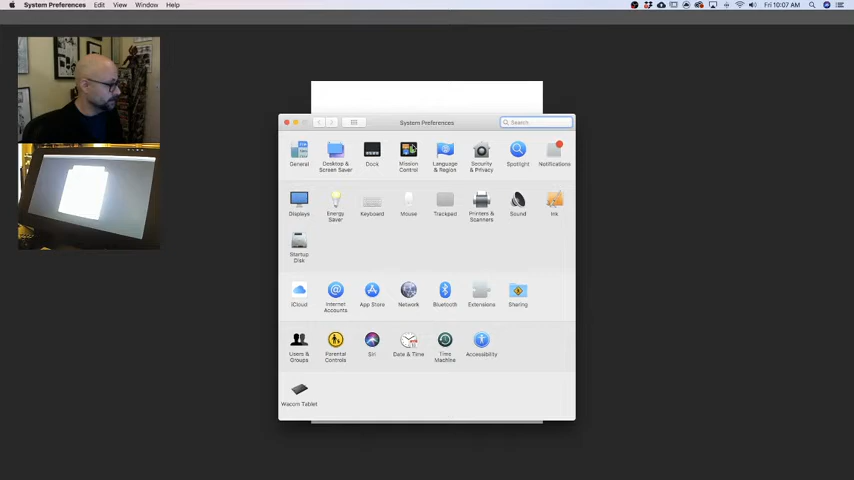 System Preferences Edit View Window Help
Fri 10:07 AM
System Preferences
Search
General
Desktop &
Screen Saver
Dock
Mission
Control
Language
& Region
Security
& Privacy
Spotlight
Notifications
Displays
Energy
Saver
Keyboard
Mouse
Trackpad
Printers &
Scanners
Sound
Ink
Startup
Disk
iCloud
Internet
Accounts
App Store
Network
Bluetooth
Extensions
Sharing
Users &
Groups
Parental
Controls
Siri
Date & Time
Time
Machine
Accessibility
Wacom Tablet